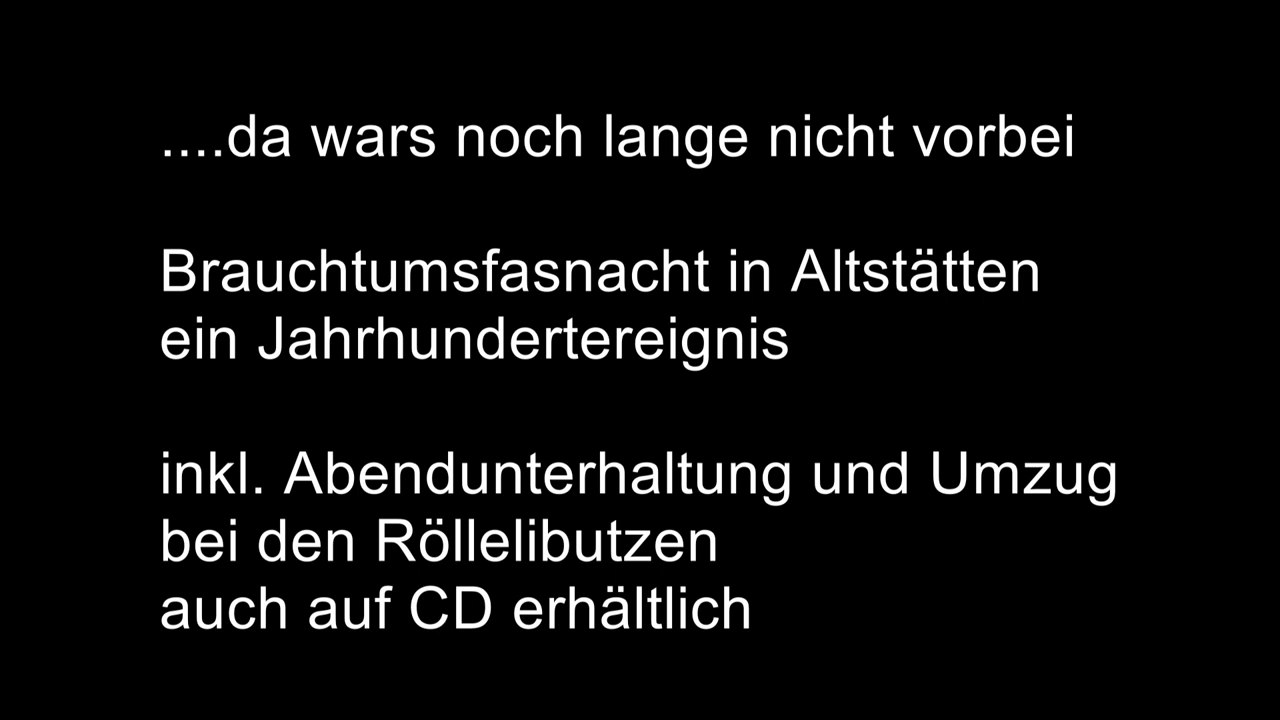 ....da wars noch lange nicht vorbei
Brauchtumsfasnacht in Altstätten
ein Jahrhundertereignis
inkl. Abendunterhaltung und Umzug
bei den Röllelibutzen
auch auf CD erhältlich